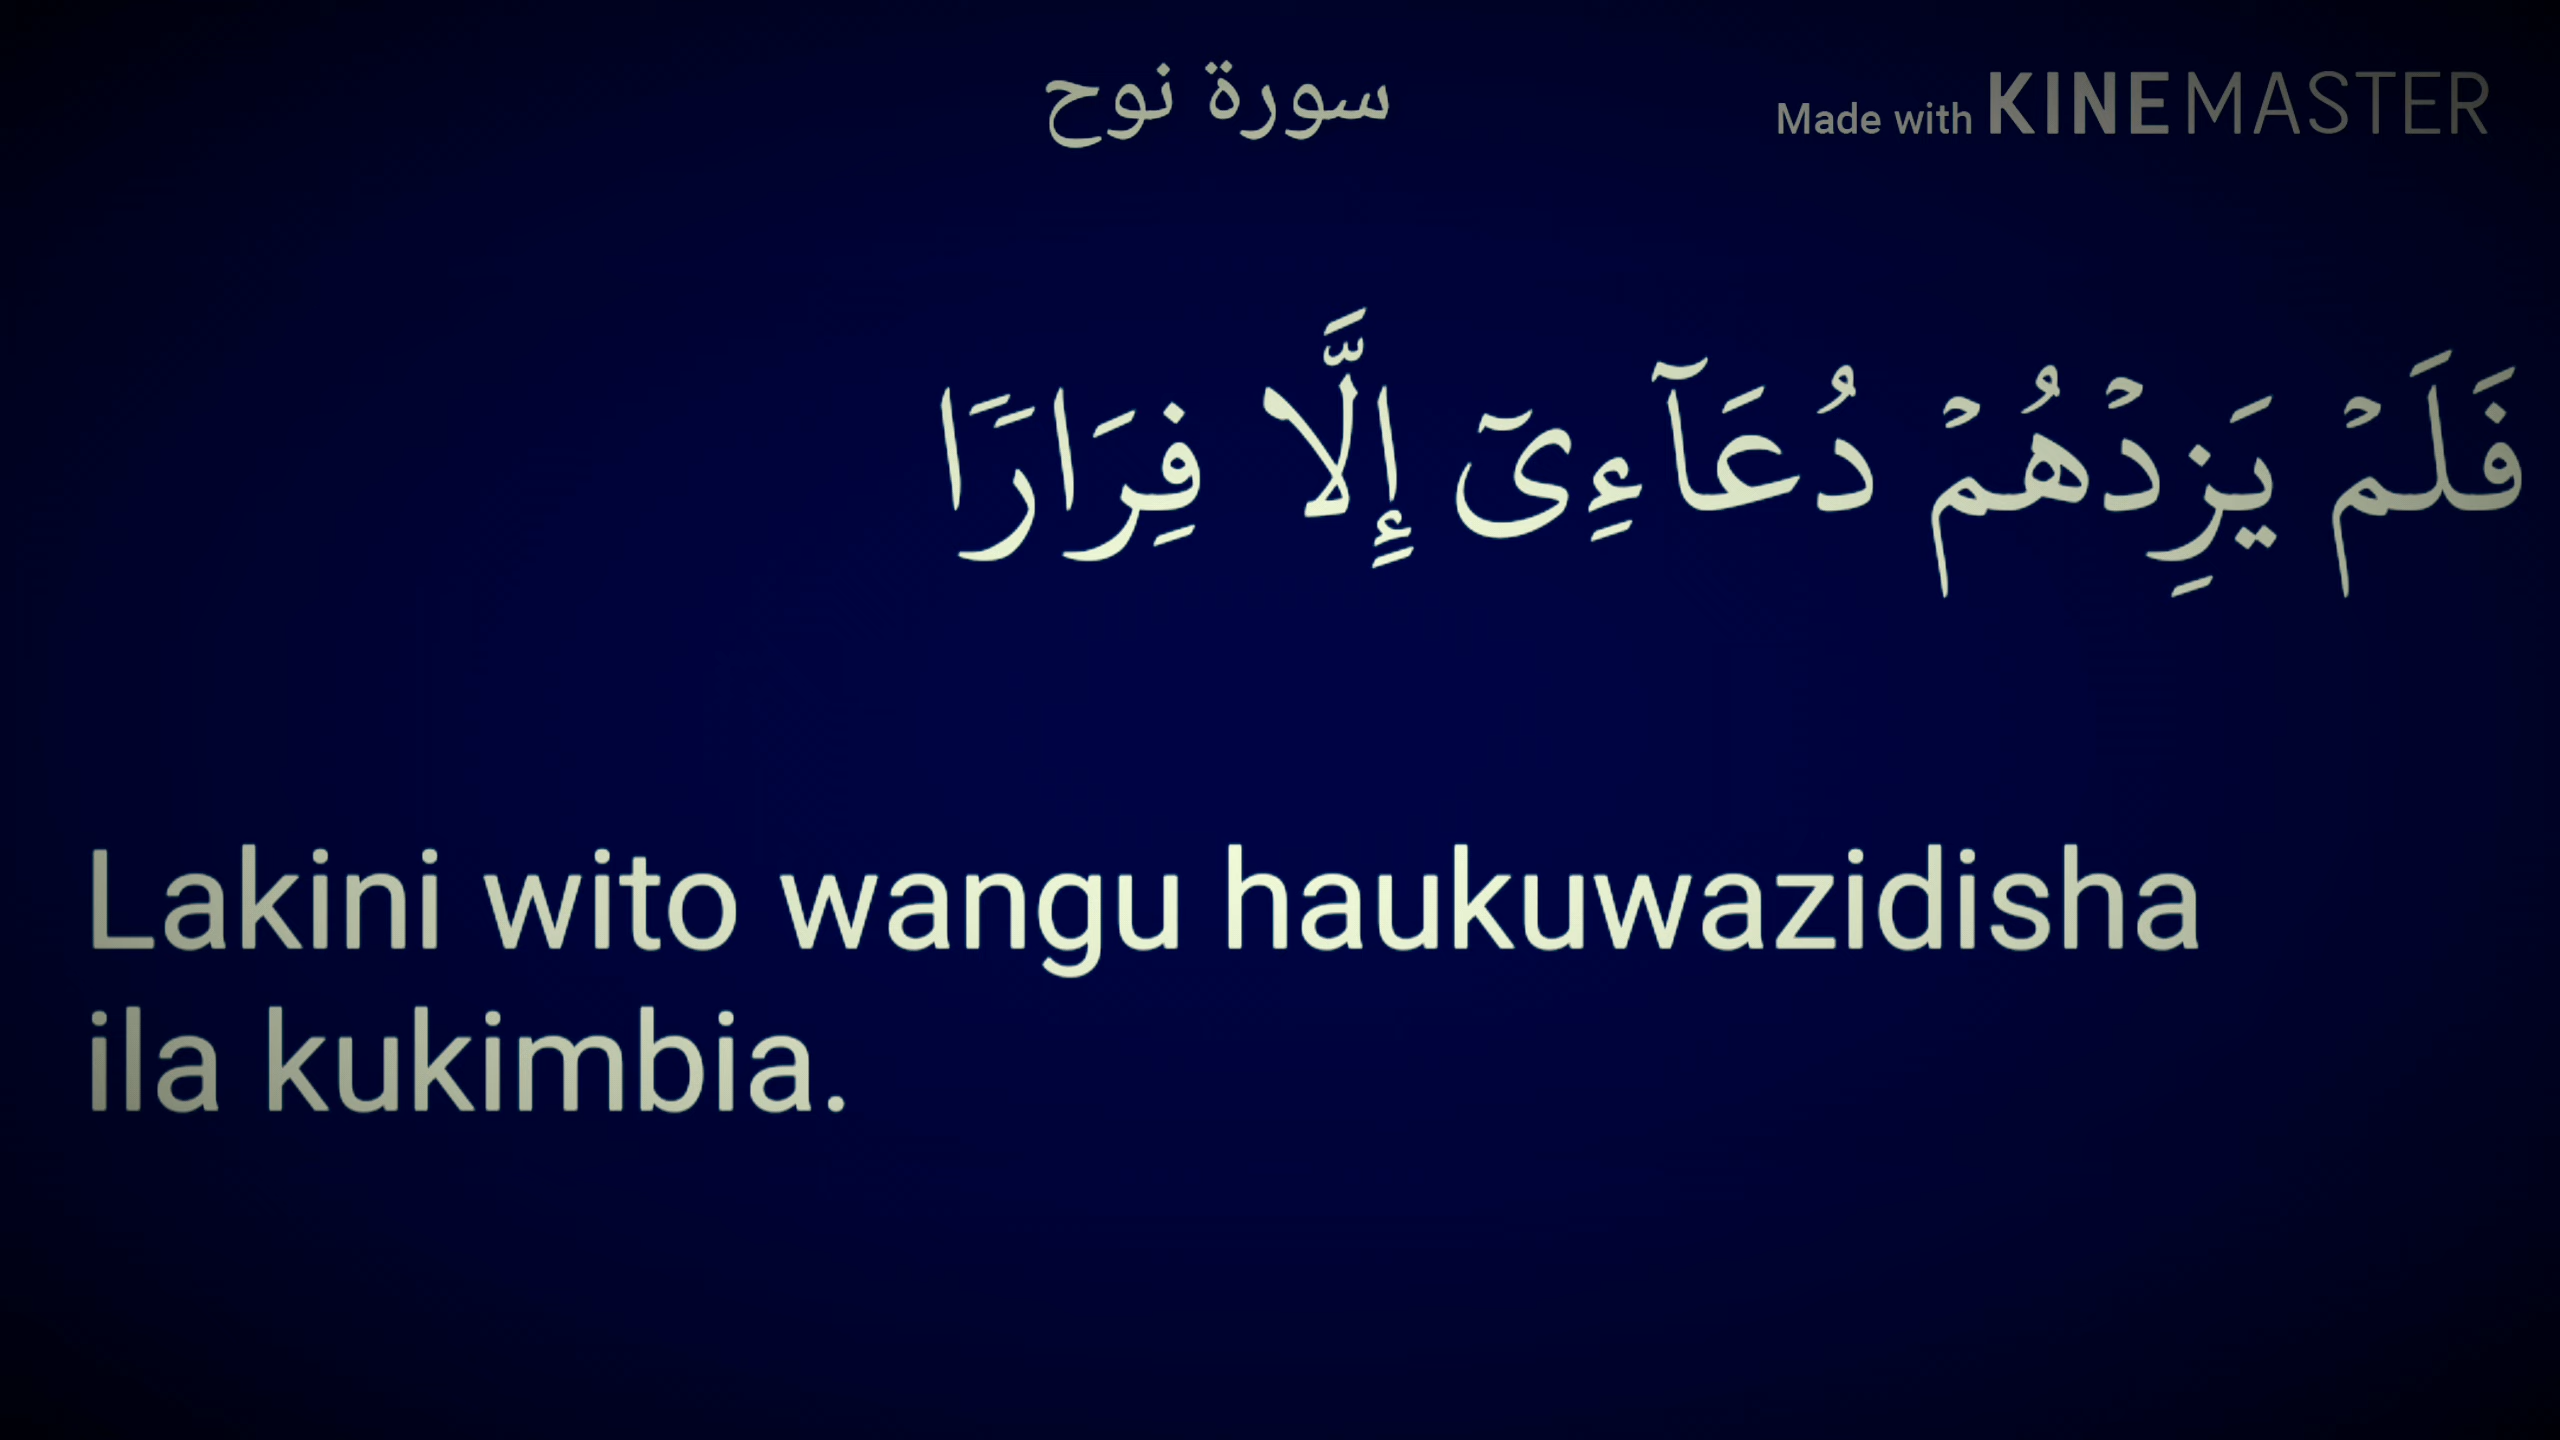 سورة نوح
Made with KINEMASTER
فَلَمۡ يَزِدۡهُمۡ دُعَآءِیٓ إِلَّا فِرَارًا
Lakini wito wangu haukuwazidisha
ila kukimbia.